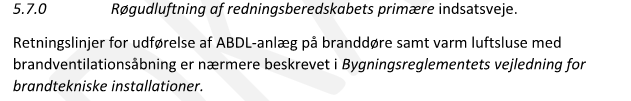 5.7.0 Røgudluftning af redningsberedskabets primære indsatsveje.
Retningslinjer for udførelse af ABDL-anlæg på branddøre samt varm luftsluse med
brandventilationsåbning er nærmere beskrevet i Bygningsreglementets vejledning for
brandtekniske installationer.